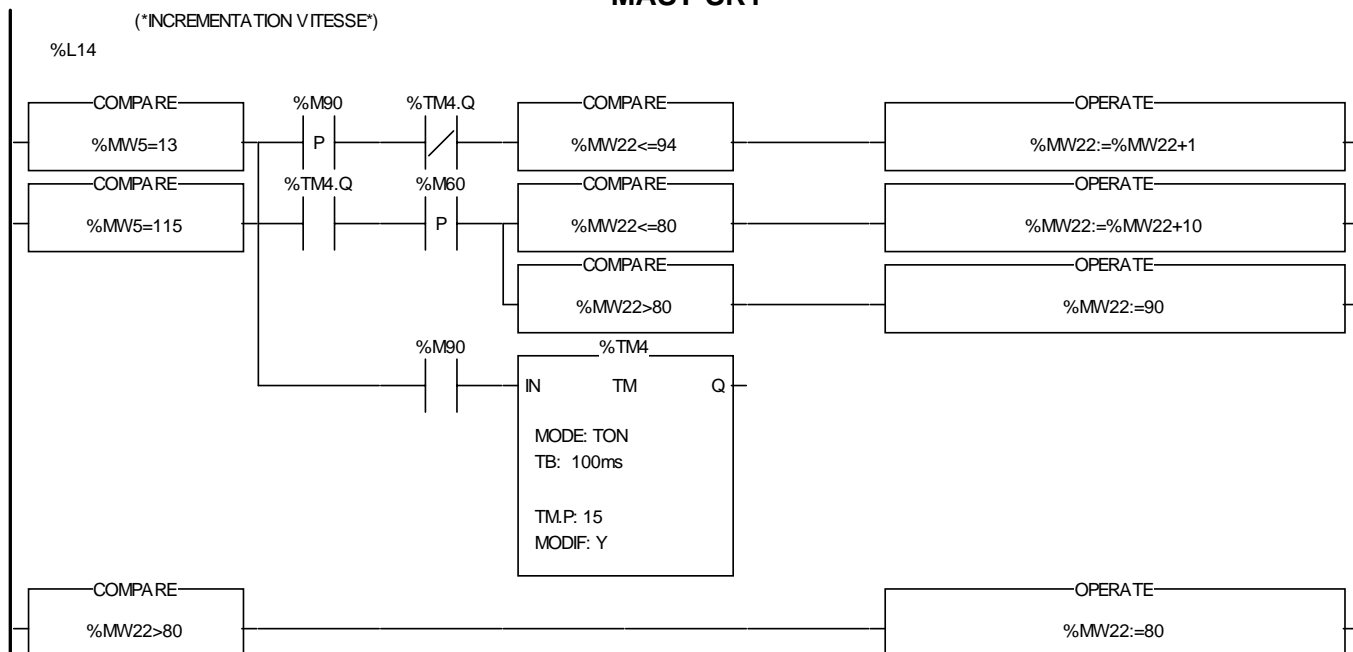 (*INCREMENTATION VITESSE*)
%L14
COMPARE %M90 %TM4.Q COMPARE OPERATE
%MW5=13 P %MW22<=94 %MW22:=%MW22+1
COMPARE %TM4.Q %M60 COMPARE OPERATE
%MW5=115 P %MW22<=80 %MW22:=%MW22+10
COMPARE OPERATE
%MW22>80 %MW22:=90
%M90 %TM4
IN TM Q
MODE: TON
TB: 100ms
TM.P: 15
MODIF: Y
COMPARE OPERATE
%MW22>80 %MW22:=80